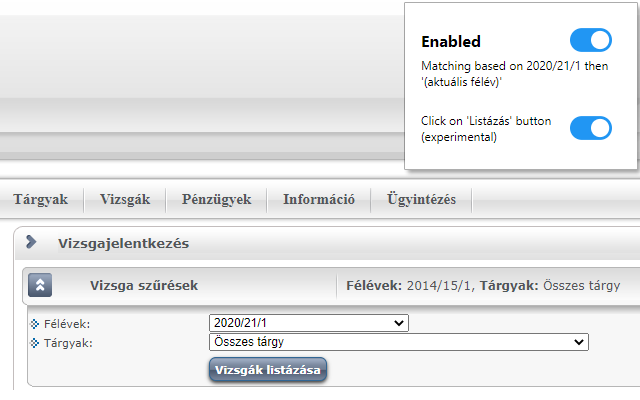 Enabled
Matching based on 2020/21/1 then
'(aktuális félév)'
Click on 'Listázás' button
(experimental)
Tárgyak Vizsgák Pénzügyek Információ Ügyintézés
Vizsgajelentkezés
Vizsga szűrések Félévek: 2014/15/1, Tárgyak: Összes tárgy
Félévek: 2020/21/1
Tárgyak: Összes tárgy
Vizsgák listázása